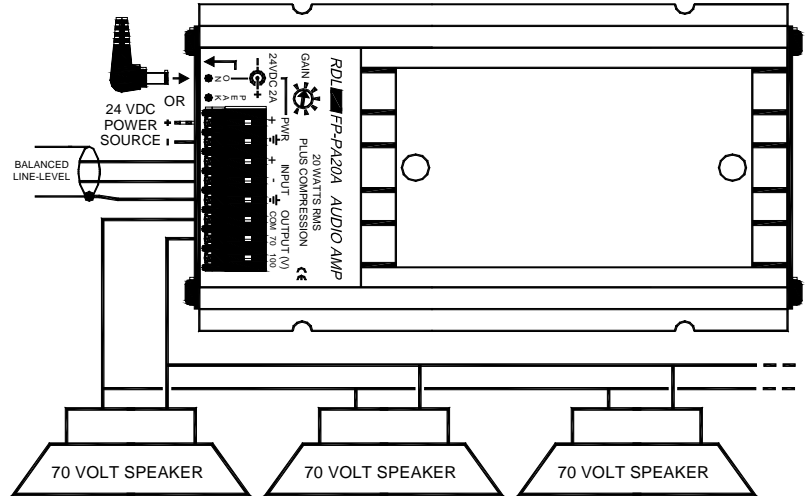 24VDC 2A
GAIN
RDL FP-PA20A AUDIO AMP
20 WATTS RMS
PLUS COMPRESSION
ON
PEAK
PWR
INPUT
OUTPUT (V)
+
+ -
COM 70 100
CE
OR
24 VDC
POWER +
SOURCE -
BALANCED
LINE-LEVEL
70 VOLT SPEAKER
70 VOLT SPEAKER
70 VOLT SPEAKER